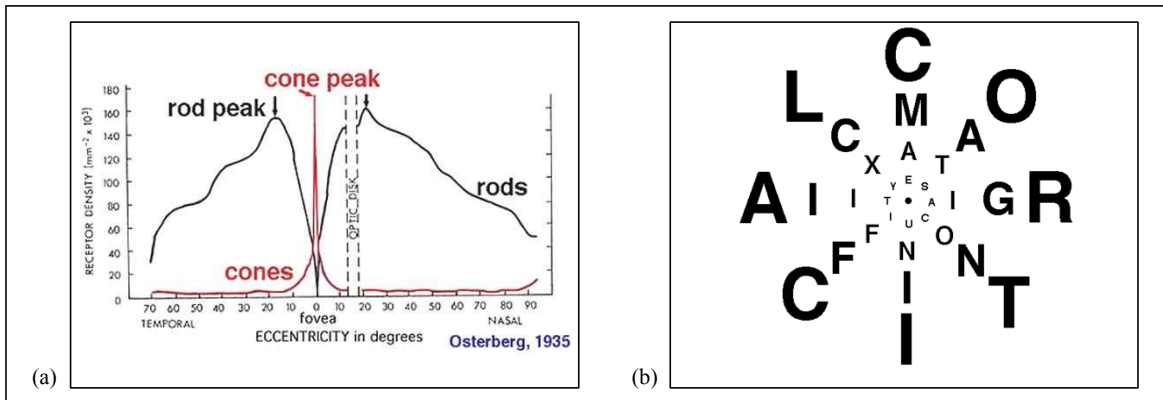 cone peak
rod peak
rods
cones
OPTIC DISK
RECEPTOR DENSITY (mm⁻² x 10³)
180
160
140
120
100
80
60
40
20
0
70 60 50 40 30 20 10 0 10 20 30 40 50 60 70 80 90
TEMPORAL fovea NASAL
ECCENTRICITY in degrees
Osterberg, 1935
(a)
C O R T I C A L
M A G N I F I C
A T I O N F I X
E S A C U I T Y
(b)